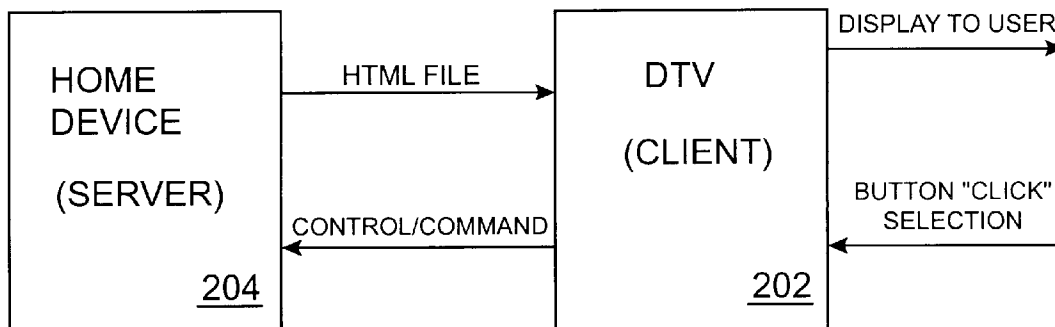 HOME
DEVICE
(SERVER)
204
HTML FILE
CONTROL/COMMAND
DTV
(CLIENT)
202
DISPLAY TO USER
BUTTON "CLICK"
SELECTION